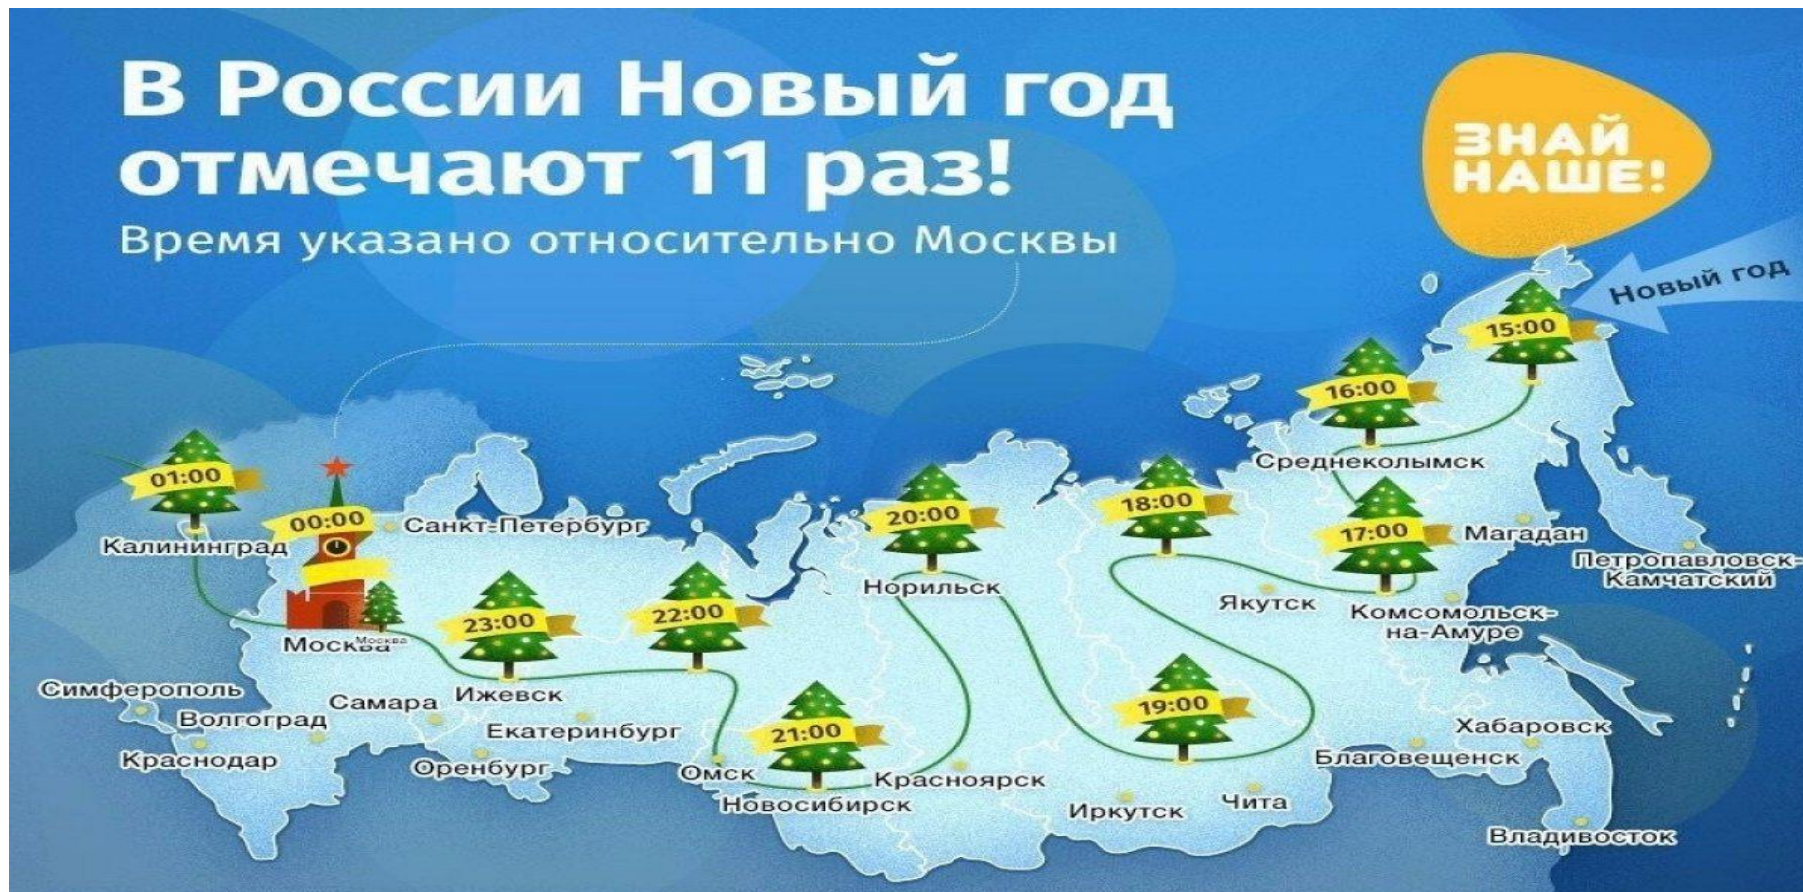 В России Новый год
отмечают 11 раз!
Время указано относительно Москвы
ЗНАЙ
НАШЕ!
Новый год
15:00
16:00
Среднеколымск
01:00
Калининград
00:00
Санкт-Петербург
Москва
Москва
20:00
Норильск
18:00
17:00
Магадан
Петропавловск-
Камчатский
Якутск
Комсомольск-
на-Амуре
23:00
Ижевск
22:00
Симферополь
Волгоград
Самара
Краснодар
Екатеринбург
Оренбург
Омск
21:00
Новосибирск
Красноярск
19:00
Иркутск
Чита
Хабаровск
Благовещенск
Владивосток